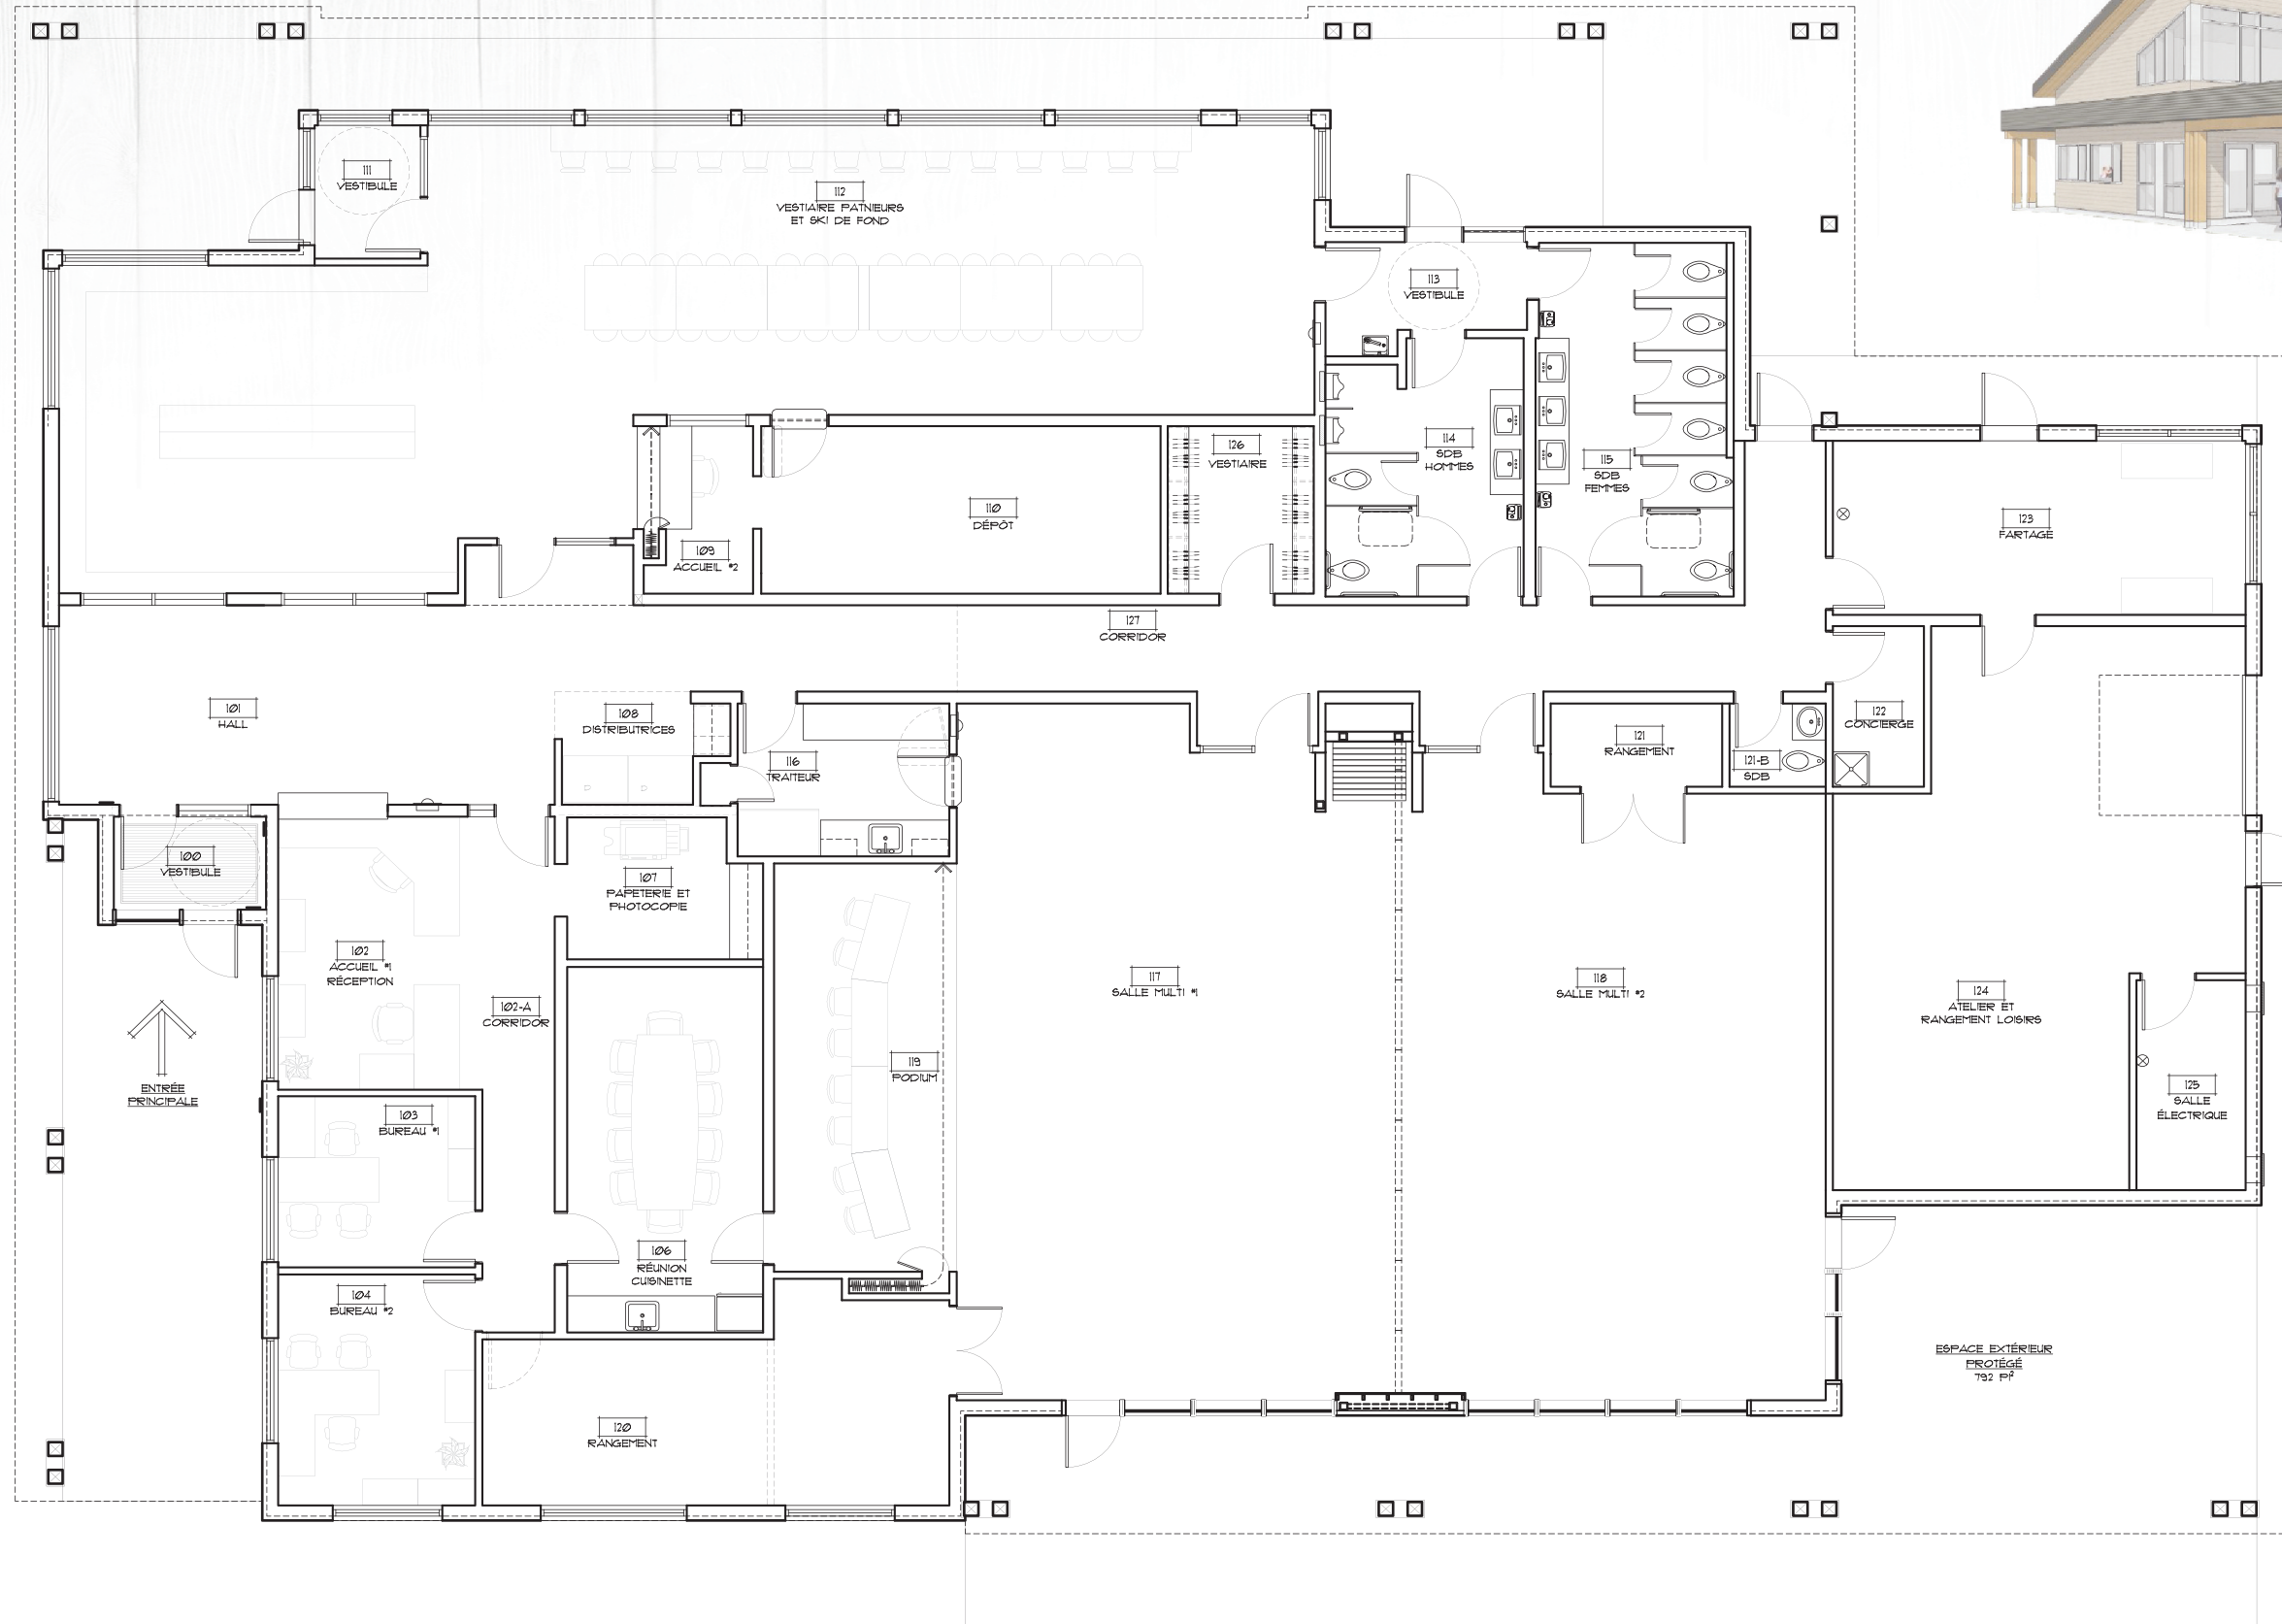 111
VESTIBULE
112
VESTIAIRE PATNIEURS
ET SKI DE FOND
113
VESTIBULE
126
VESTIAIRE
114
SDB
HOMMES
115
SDB
FEMMES
110
DÉPÔT
109
ACCUEIL #2
123
FARTAGE
127
CORRIDOR
101
HALL
108
DISTRIBUTRICES
116
TRAITEUR
121
RANGEMENT
121-B
SDB
122
CONCIERGE
100
VESTIBULE
107
PAPETERIE ET
PHOTOCOPIE
102
ACCUEIL #1
RÉCEPTION
102-A
CORRIDOR
117
SALLE MULTI #1
118
SALLE MULTI #2
124
ATELIER ET
RANGEMENT LOISIRS
119
PODIUM
125
SALLE
ÉLECTRIQUE
ENTRÉE
PRINCIPALE
103
BUREAU #1
106
RÉUNION
CUISINETTE
104
BUREAU #2
120
RANGEMENT
ESPACE EXTÉRIEUR
PROTÉGÉ
792 PI²